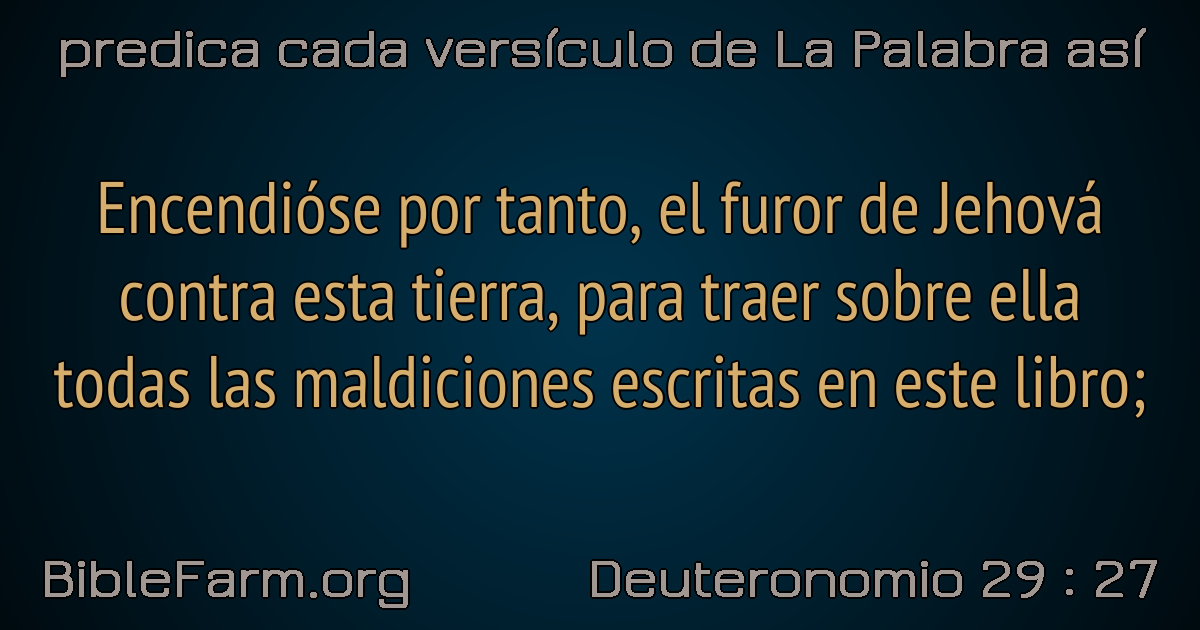 predica cada versículo de La Palabra así
Encendióse por tanto, el furor de Jehová
contra esta tierra, para traer sobre ella
todas las maldiciones escritas en este libro;
BibleFarm.org
Deuteronomio 29 : 27